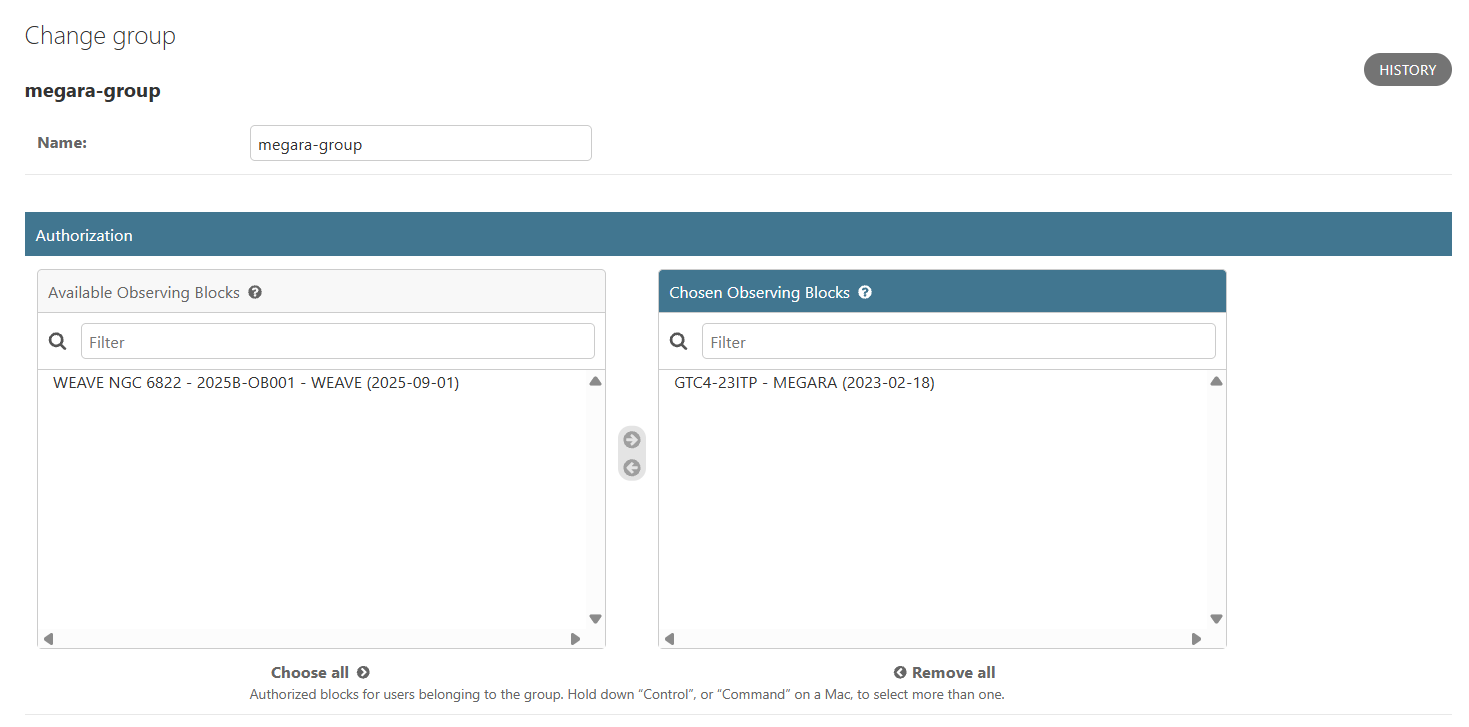 Change group
HISTORY
megara-group
Name:
megara-group
Authorization
Available Observing Blocks
Filter
WEAVE NGC 6822 - 2025B-OB001 - WEAVE (2025-09-01)
Chosen Observing Blocks
Filter
GTC4-23ITP - MEGARA (2023-02-18)
Choose all
Remove all
Authorized blocks for users belonging to the group. Hold down “Control”, or “Command” on a Mac, to select more than one.